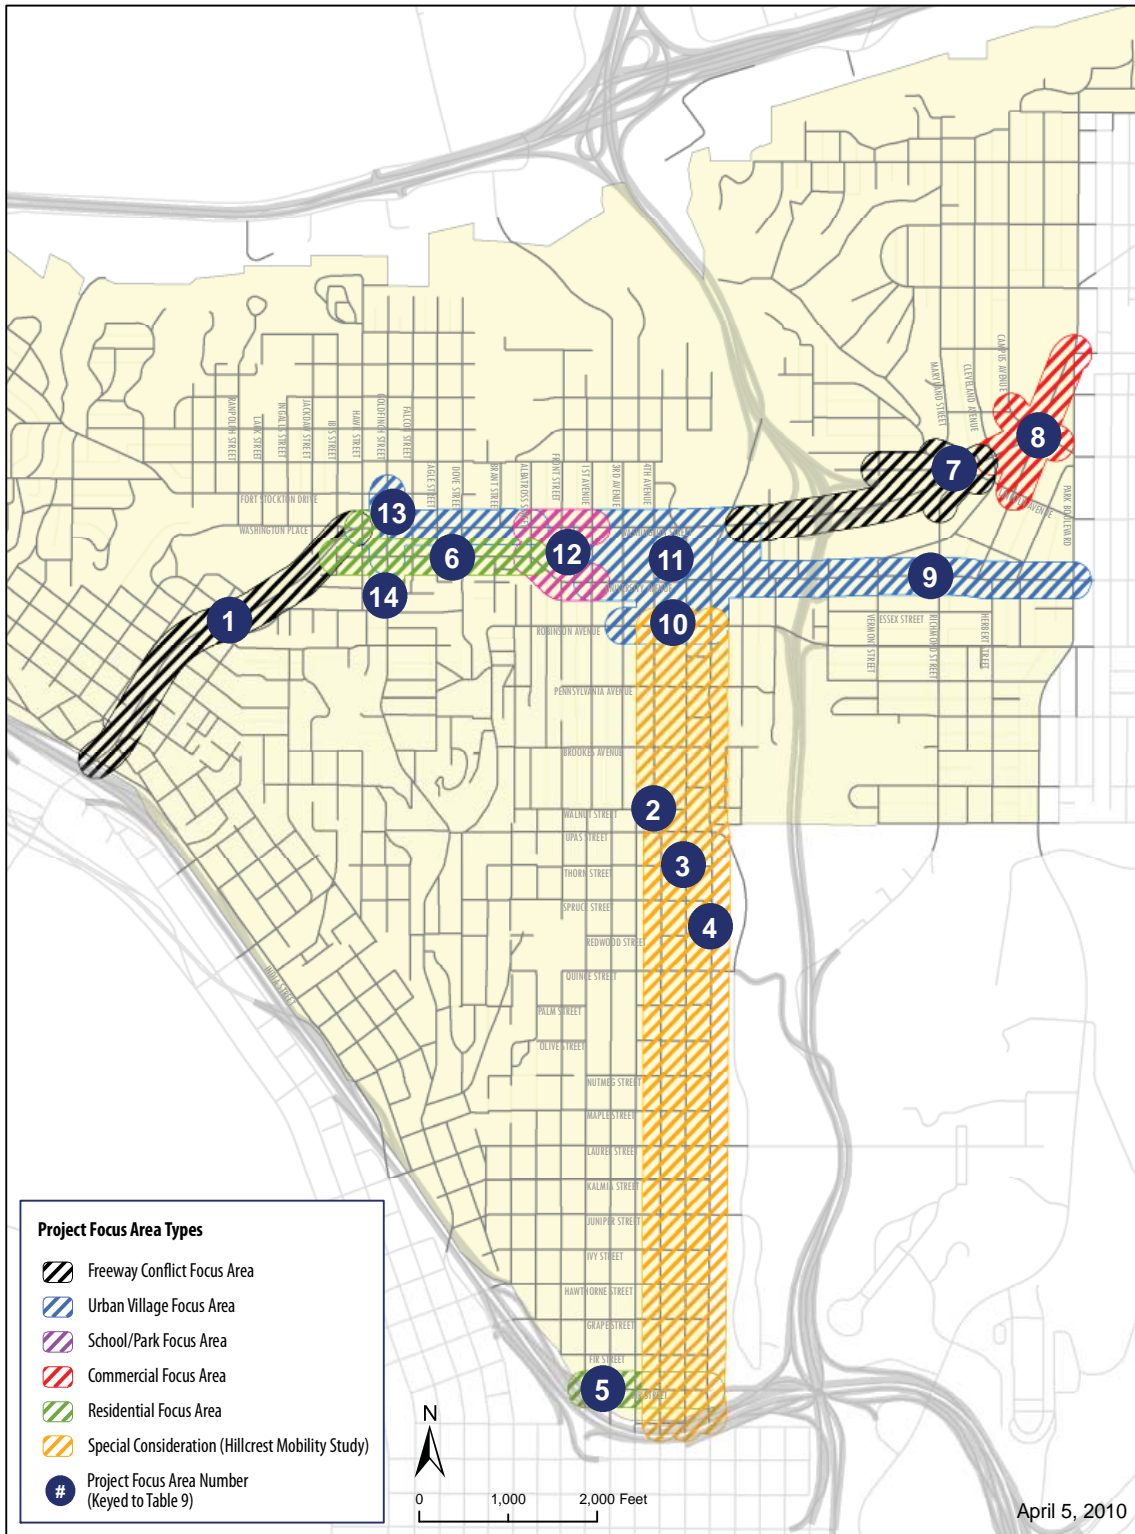 CAMPUS AVENUE
MARYLAND STREET
CLEVELAND AVENUE
8
7
RANDOLPH STREET
LARK STREET
INGALLS STREET
JACKDAW STREET
IBIS STREET
HAWK STREET
GOLDFINCH STREET
FALCON STREET
DOVE STREET
BRANT STREET
FRONT STREET
1ST AVENUE
3RD AVENUE
4TH AVENUE
PARK BOULEVARD
FORT STOCKTON DRIVE
13
WASHINGTON PLACE
6
12
11
9
14
1
10
ROBINSON AVENUE
ESSEX STREET
VERMONT STREET
RICHMOND STREET
HERBERT STREET
PENNSYLVANIA AVENUE
BROOKES AVENUE
2
WALNUT STREET
UPAS STREET
3
THORN STREET
SPRUCE STREET
4
REDWOOD STREET
QUINCE STREET
INDIA STREET
PALM STREET
OLIVE STREET
NUTMEG STREET
MAPLE STREET
LAUREL STREET
KALMIA STREET
JUNIPER STREET
IVY STREET
HAWTHORNE STREET
GRAPE STREET
FIR STREET
5
Project Focus Area Types
Freeway Conflict Focus Area
Urban Village Focus Area
School/Park Focus Area
Commercial Focus Area
Residential Focus Area
Special Consideration (Hillcrest Mobility Study)
# Project Focus Area Number
(Keyed to Table 9)
N
0 1,000 2,000 Feet
April 5, 2010